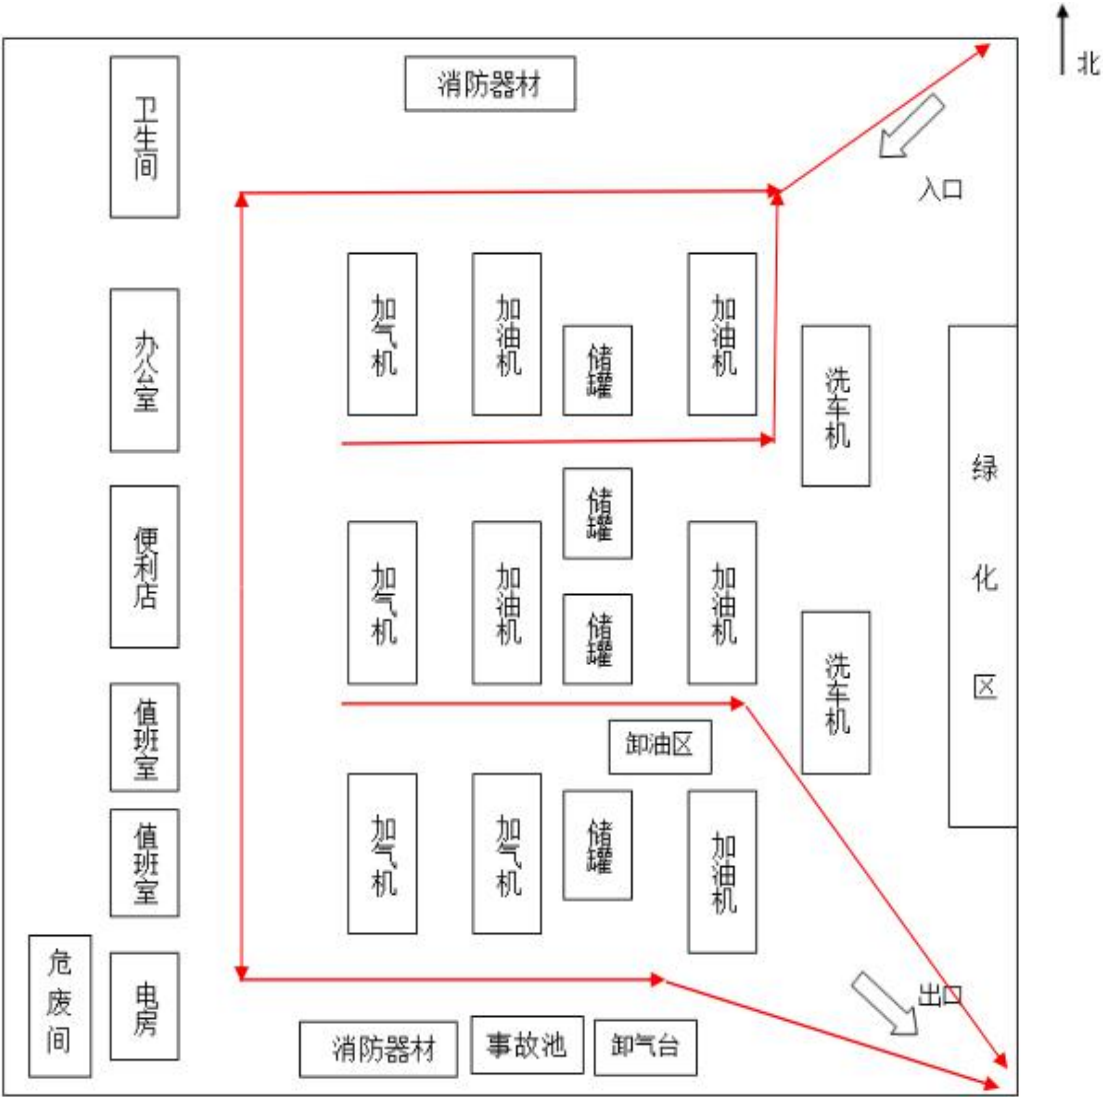 北
消防器材
卫生间
入口
加气机
加油机
加油机
储罐
办公室
洗车机
绿化区
储罐
便利店
加气机
加油机
加油机
储罐
洗车机
值班室
卸油区
加气机
加气机
储罐
加油机
值班室
危废间
电房
出口
消防器材
事故池
卸气台